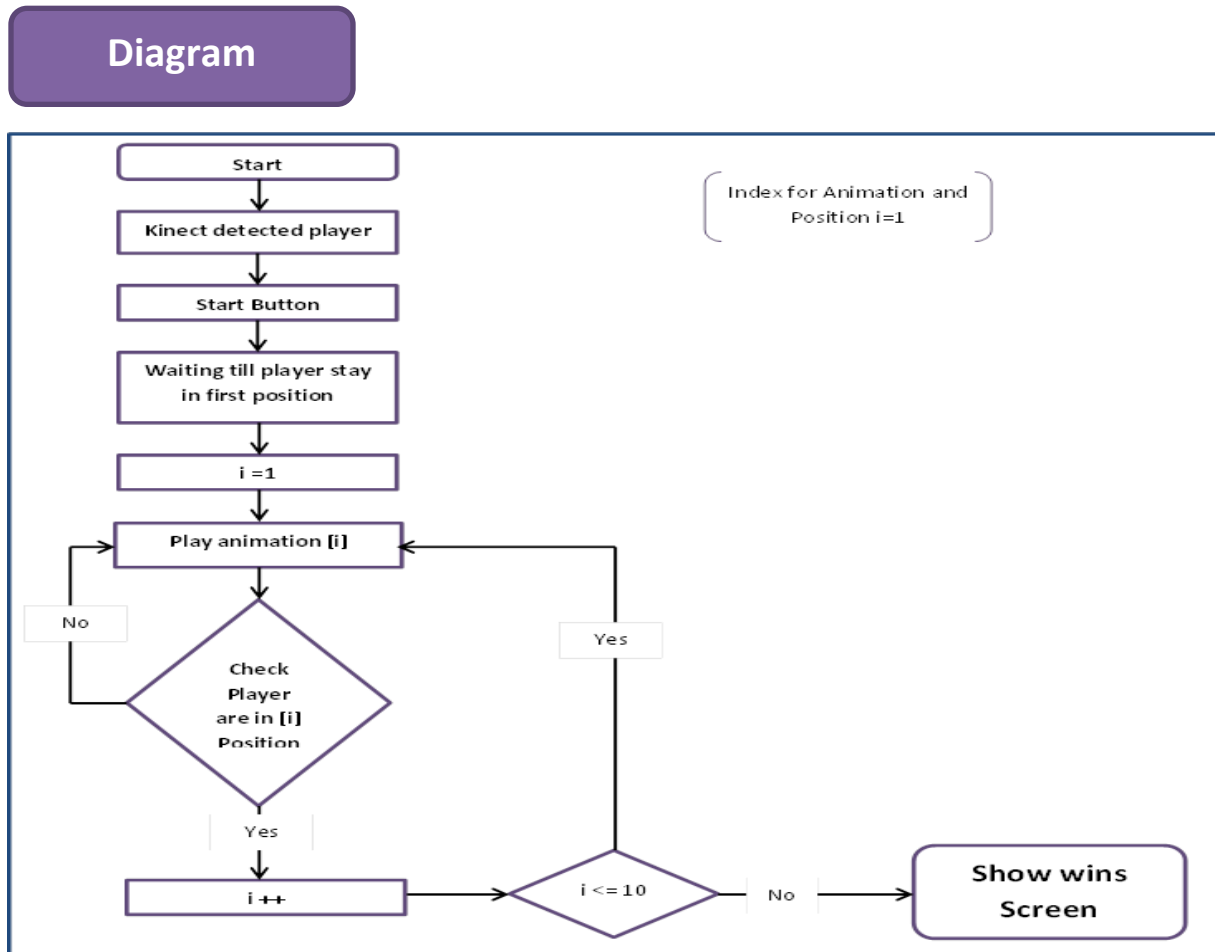 Diagram
Start
Index for Animation and
Position i=1
Kinect detected player
Start Button
Waiting till player stay
in first position
i =1
Play animation [i]
No
Yes
Check
Player
are in [i]
Position
Yes
i ++
i <= 10
No
Show wins
Screen